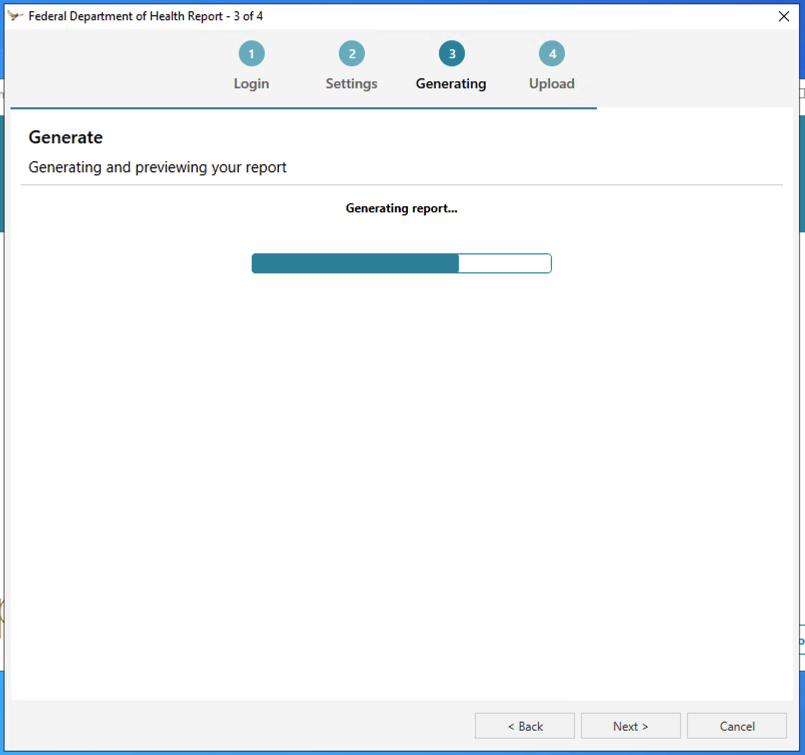 Federal Department of Health Report - 3 of 4
1 2 3 4
Login Settings Generating Upload
Generate
Generating and previewing your report
Generating report...
< Back Next > Cancel